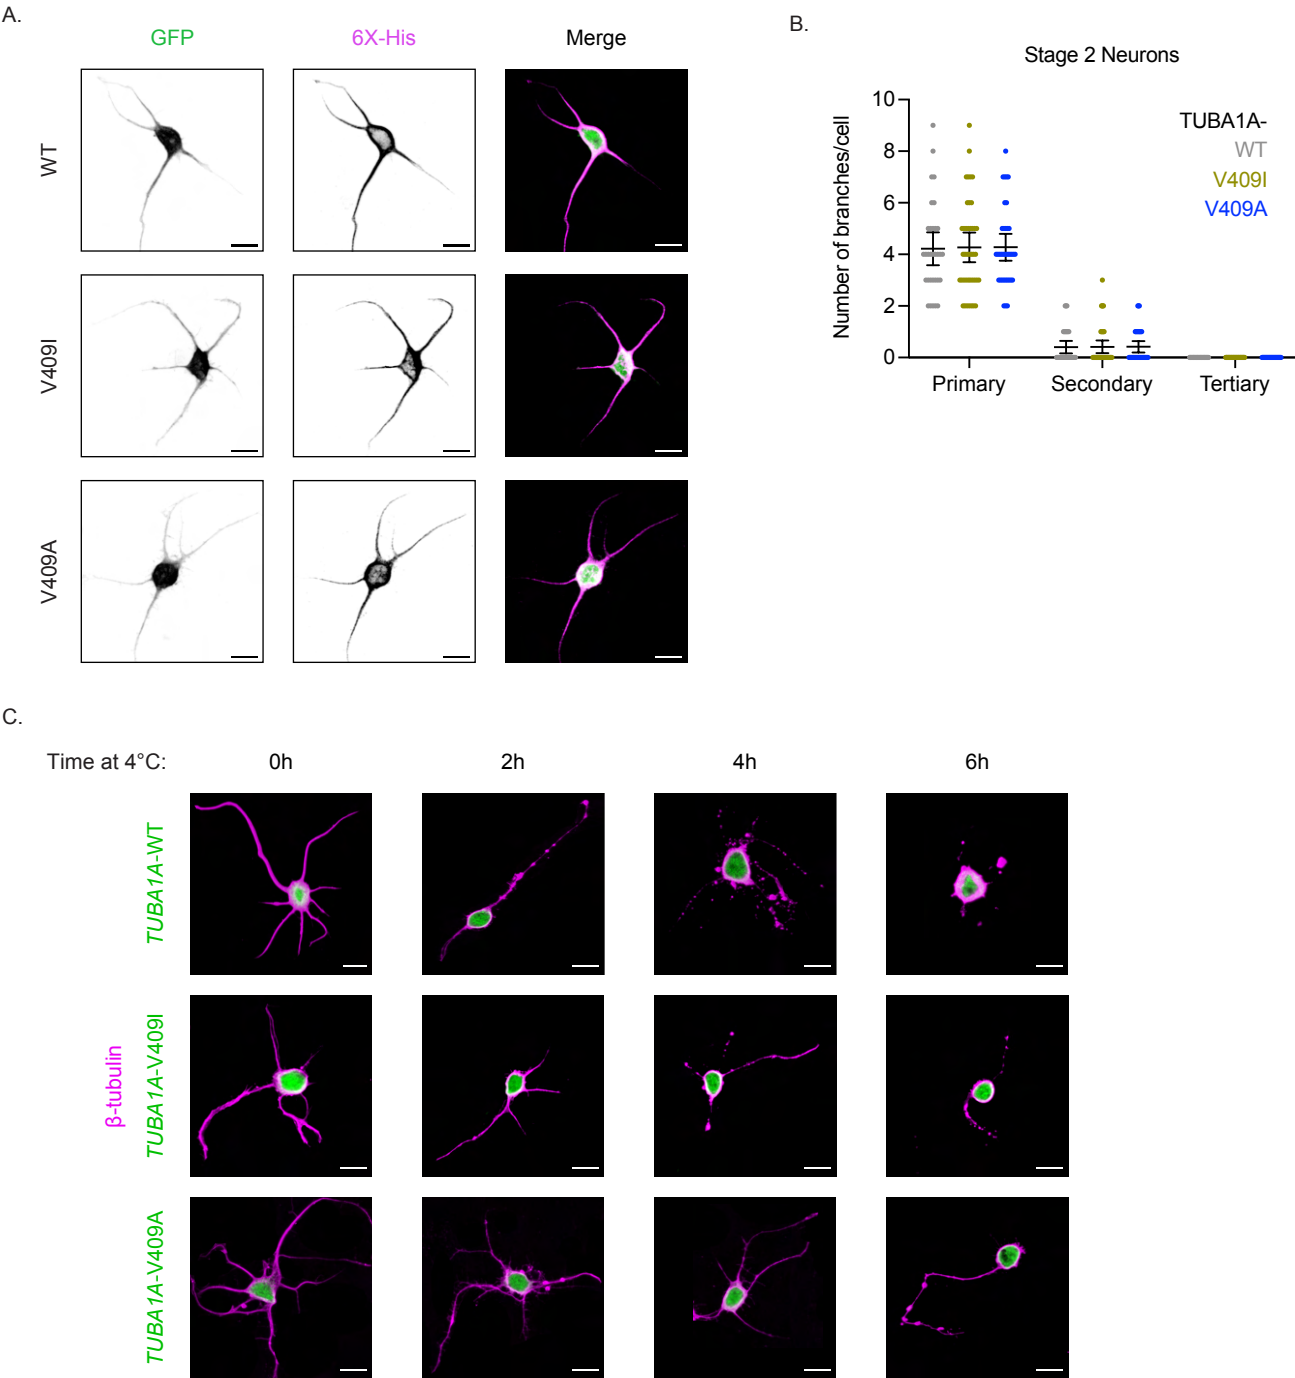 A.
GFP
6X-His
Merge
WT
V409I
V409A
B.
Stage 2 Neurons
Number of branches/cell
10
8
6
4
2
0
TUBA1A-
WT
V409I
V409A
Primary
Secondary
Tertiary
C.
Time at 4°C:
0h
2h
4h
6h
β-tubulin
TUBA1A-WT
TUBA1A-V409I
TUBA1A-V409A